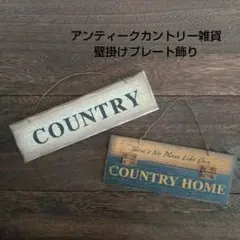 アンティークカントリー雑貨
壁掛けプレート飾り
COUNTRY
There's No Place Like Our
COUNTRY HOME